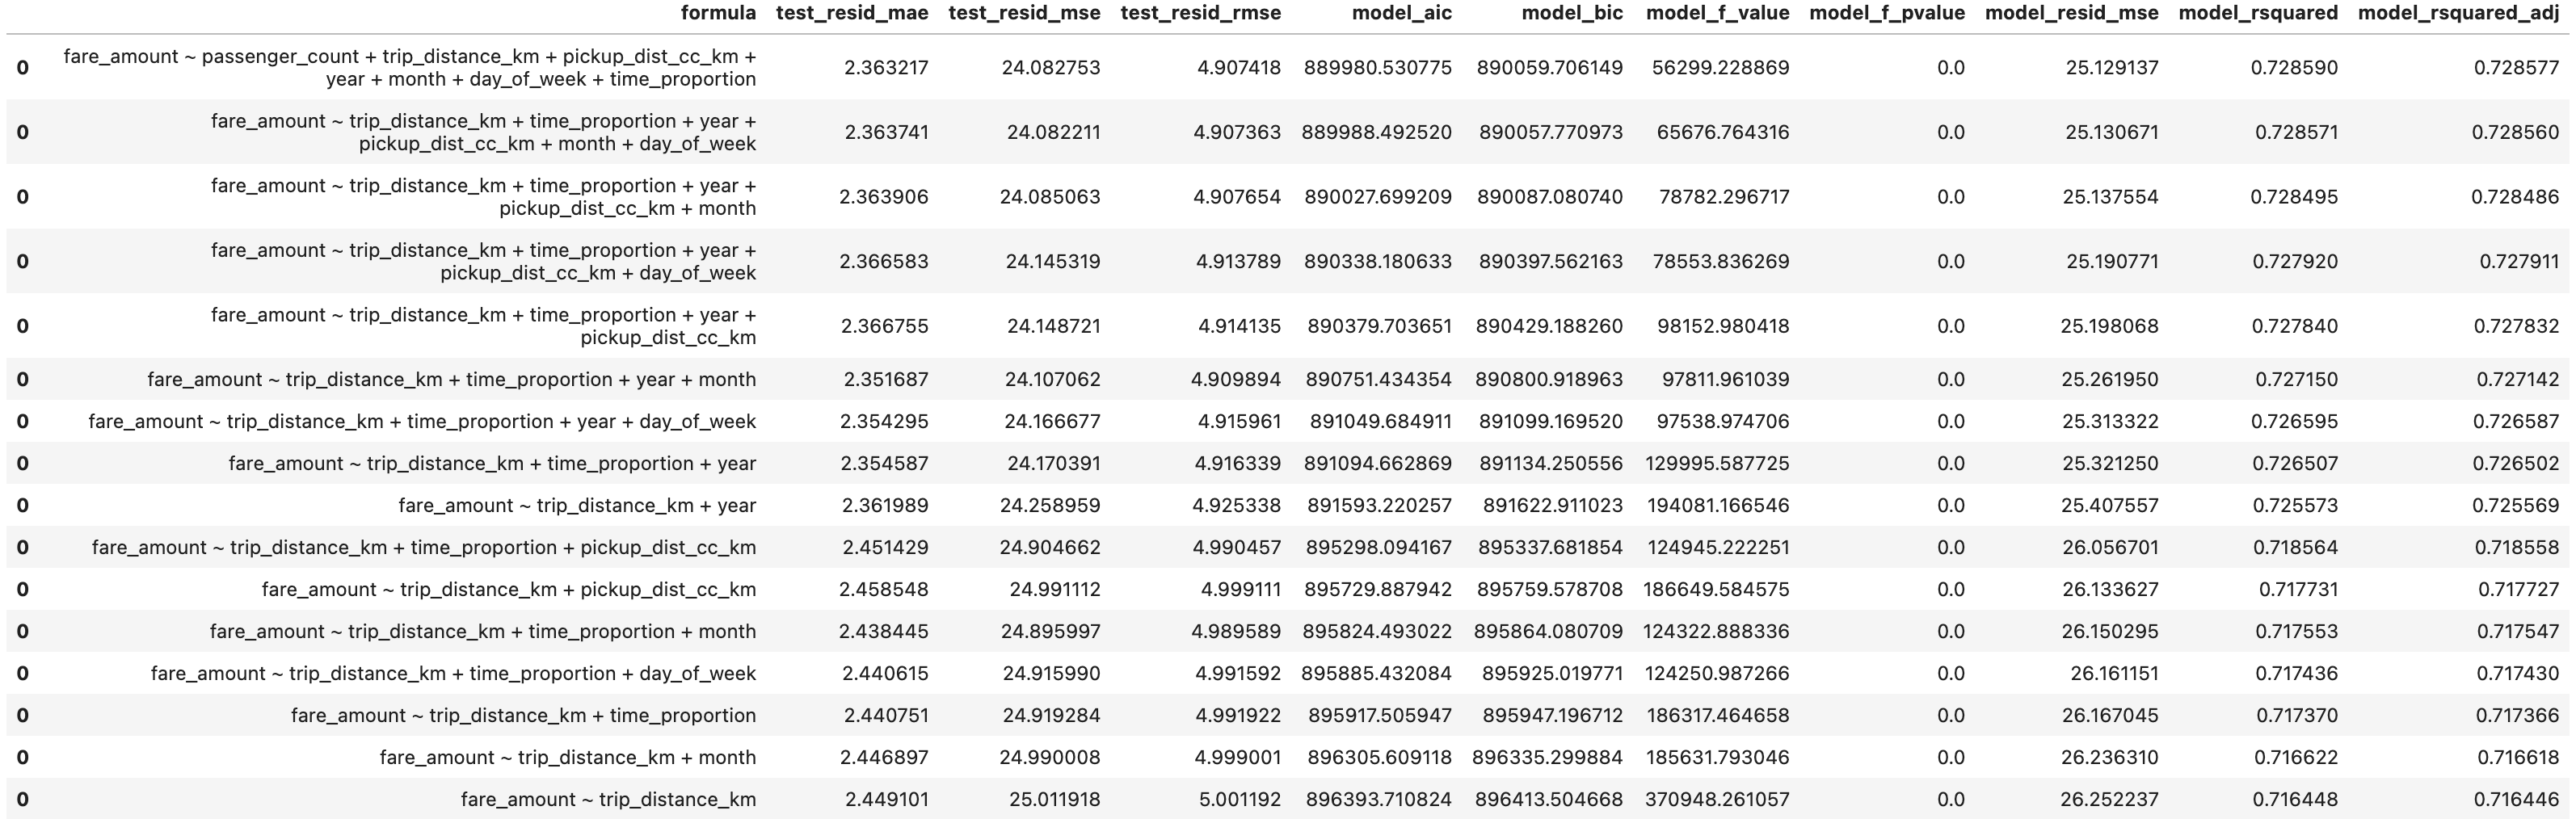 formula test_resid_mae test_resid_mse test_resid_rmse model_aic model_bic model_f_value model_f_pvalue model_resid_mse model_rsquared model_rsquared_adj
0 fare_amount ~ passenger_count + trip_distance_km + pickup_dist_cc_km +
year + month + day_of_week + time_proportion 2.363217 24.082753 4.907418 889980.530775 890059.706149 56299.228869 0.0 25.129137 0.728590 0.728577
0 fare_amount ~ trip_distance_km + time_proportion + year +
pickup_dist_cc_km + month + day_of_week 2.363741 24.082211 4.907363 889988.492520 890057.770973 65676.764316 0.0 25.130671 0.728571 0.728560
0 fare_amount ~ trip_distance_km + time_proportion + year +
pickup_dist_cc_km + month 2.363906 24.085063 4.907654 890027.699209 890087.080740 78782.296717 0.0 25.137554 0.728495 0.728486
0 fare_amount ~ trip_distance_km + time_proportion + year +
pickup_dist_cc_km + day_of_week 2.366583 24.145319 4.913789 890338.180633 890397.562163 78553.836269 0.0 25.190771 0.727920 0.727911
0 fare_amount ~ trip_distance_km + time_proportion + year +
pickup_dist_cc_km 2.366755 24.148721 4.914135 890379.703651 890429.188260 98152.980418 0.0 25.198068 0.727840 0.727832
0 fare_amount ~ trip_distance_km + time_proportion + year + month 2.351687 24.107062 4.909894 890751.434354 890800.918963 97811.961039 0.0 25.261950 0.727150 0.727142
0 fare_amount ~ trip_distance_km + time_proportion + year + day_of_week 2.354295 24.166677 4.915961 891049.684911 891099.169520 97538.974706 0.0 25.313322 0.726595 0.726587
0 fare_amount ~ trip_distance_km + time_proportion + year 2.354587 24.170391 4.916339 891094.662869 891134.250556 129995.587725 0.0 25.321250 0.726507 0.726502
0 fare_amount ~ trip_distance_km + year 2.361989 24.258959 4.925338 891593.220257 891622.911023 194081.166546 0.0 25.407557 0.725573 0.725569
0 fare_amount ~ trip_distance_km + time_proportion + pickup_dist_cc_km 2.451429 24.904662 4.990457 895298.094167 895337.681854 124945.222251 0.0 26.056701 0.718564 0.718558
0 fare_amount ~ trip_distance_km + pickup_dist_cc_km 2.458548 24.991112 4.999111 895729.887942 895759.578708 186649.584575 0.0 26.133627 0.717731 0.717727
0 fare_amount ~ trip_distance_km + time_proportion + month 2.438445 24.895997 4.989589 895824.493022 895864.080709 124322.888336 0.0 26.150295 0.717553 0.717547
0 fare_amount ~ trip_distance_km + time_proportion + day_of_week 2.440615 24.915990 4.991592 895885.432084 895925.019771 124250.987266 0.0 26.161151 0.717436 0.717430
0 fare_amount ~ trip_distance_km + time_proportion 2.440751 24.919284 4.991922 895917.505947 895947.196712 186317.464658 0.0 26.167045 0.717370 0.717366
0 fare_amount ~ trip_distance_km + month 2.446897 24.990008 4.999001 896305.609118 896335.299884 185631.793046 0.0 26.236310 0.716622 0.716618
0 fare_amount ~ trip_distance_km 2.449101 25.011918 5.001192 896393.710824 896413.504668 370948.261057 0.0 26.252237 0.716448 0.716446